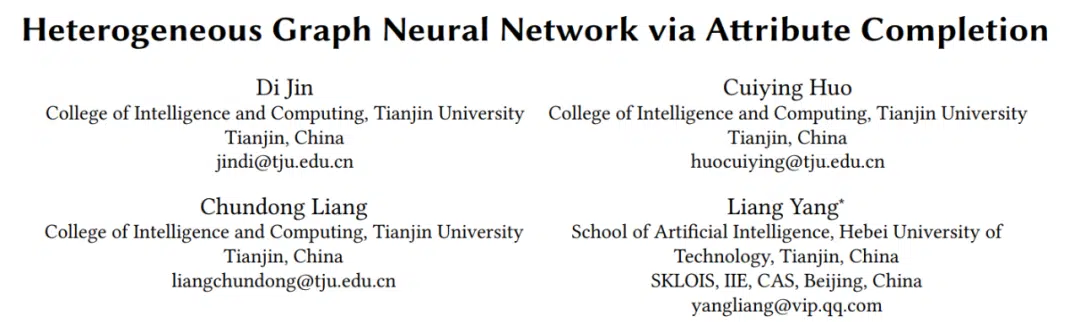 Heterogeneous Graph Neural Network via Attribute Completion
Di Jin
College of Intelligence and Computing, Tianjin University
Tianjin, China
jindi@tju.edu.cn
Cuiying Huo
College of Intelligence and Computing, Tianjin University
Tianjin, China
huocuiying@tju.edu.cn
Chundong Liang
College of Intelligence and Computing, Tianjin University
Tianjin, China
liangchundong@tju.edu.cn
Liang Yang*
School of Artificial Intelligence, Hebei University of
Technology, Tianjin, China
SKLOIS, IIE, CAS, Beijing, China
yangliang@vip.qq.com